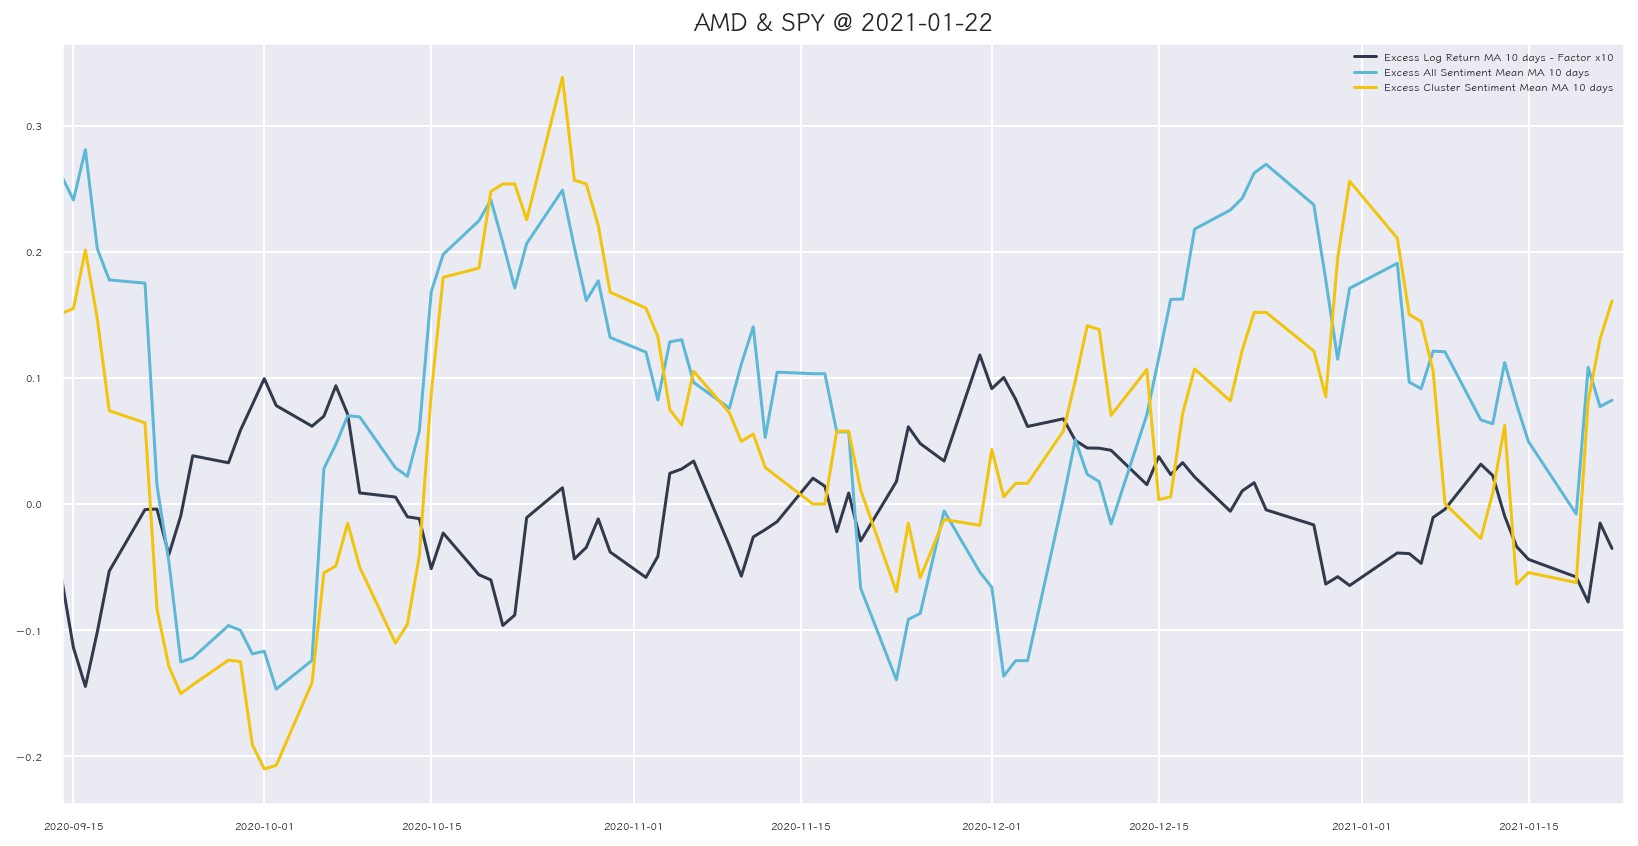 AMD & SPY @ 2021-01-22
Excess Log Return MA 10 days - Factor x10
Excess All Sentiment Mean MA 10 days
Excess Cluster Sentiment Mean MA 10 days
0.3
0.2
0.1
0.0
−0.1
−0.2
2020-09-15 2020-10-01 2020-10-15 2020-11-01 2020-11-15 2020-12-01 2020-12-15 2021-01-01 2021-01-15